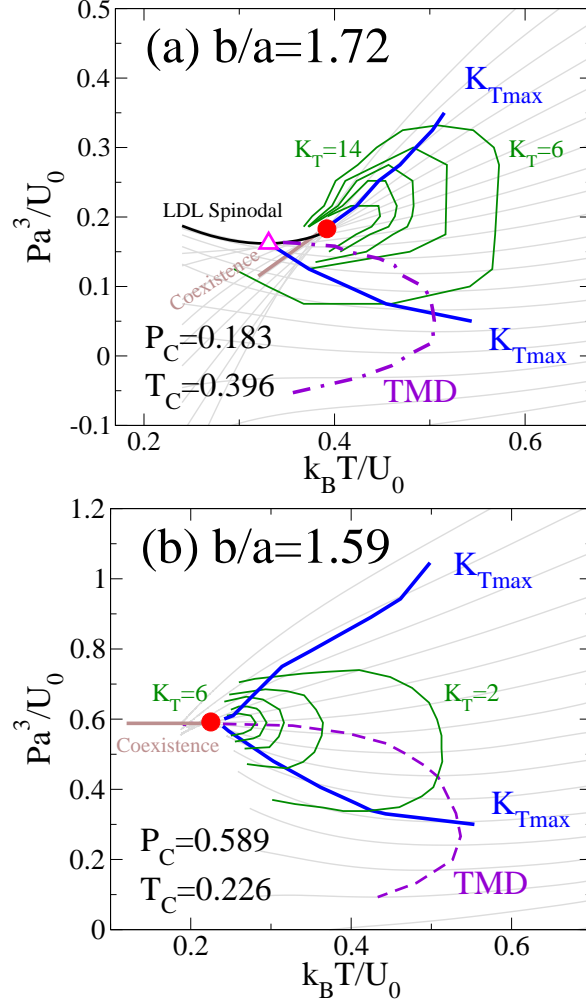 (a) b/a=1.72
0.5
0.4
0.3
0.2
0.1
0
-0.1
Pa³/U₀
K_Tmax
K_T=14
K_T=6
LDL Spinodal
Coexistence
P_C=0.183
T_C=0.396
K_Tmax
TMD
0.2
0.4
0.6
k_BT/U₀
(b) b/a=1.59
1.2
1
0.8
0.6
0.4
0.2
0
Pa³/U₀
K_Tmax
K_T=6
K_T=2
Coexistence
K_Tmax
P_C=0.589
T_C=0.226
TMD
0.2
0.4
0.6
k_BT/U₀